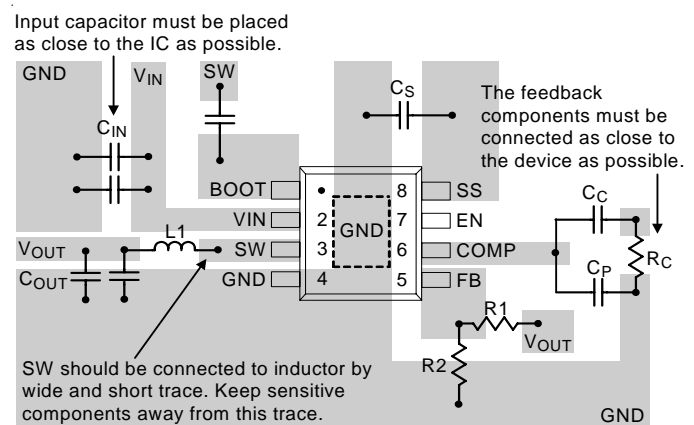 Input capacitor must be placed
as close to the IC as possible.
GND
VIN
SW
CS
CIN
The feedback
components must be
connected as close to
the device as possible.
BOOT
8
SS
VIN
2
GND
7
EN
SW
3
6
COMP
GND
4
5
FB
L1
VOUT
COUT
CC
RC
CP
R1
VOUT
R2
SW should be connected to inductor by
wide and short trace. Keep sensitive
components away from this trace.
GND